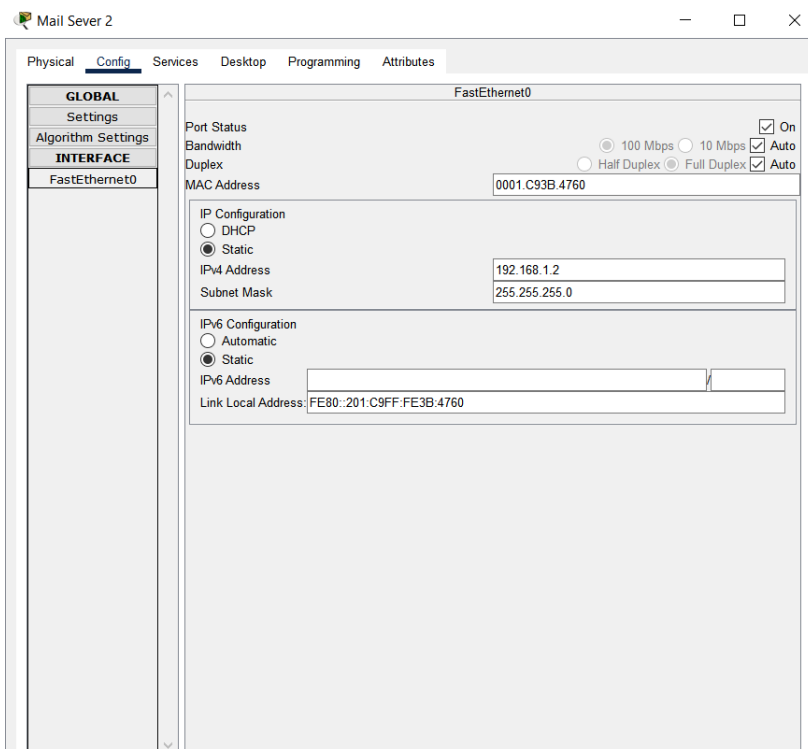 Mail Sever 2
Physical Config Services Desktop Programming Attributes
GLOBAL
Settings
Algorithm Settings
INTERFACE
FastEthernet0
FastEthernet0
Port Status On
Bandwidth 100 Mbps 10 Mbps Auto
Duplex Half Duplex Full Duplex Auto
MAC Address 0001.C93B.4760
IP Configuration
DHCP
Static
IPv4 Address 192.168.1.2
Subnet Mask 255.255.255.0
IPv6 Configuration
Automatic
Static
IPv6 Address /
Link Local Address: FE80::201:C9FF:FE3B:4760